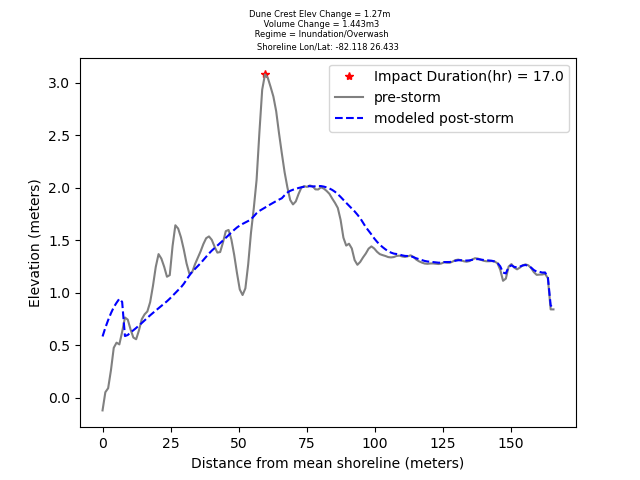 Dune Crest Elev Change = 1.27m
Volume Change = 1.443m3
Regime = Inundation/Overwash
Shoreline Lon/Lat: -82.118 26.433
Impact Duration(hr) = 17.0
pre-storm
modeled post-storm
3.0
2.5
2.0
1.5
1.0
0.5
0.0
Elevation (meters)
0 25 50 75 100 125 150
Distance from mean shoreline (meters)